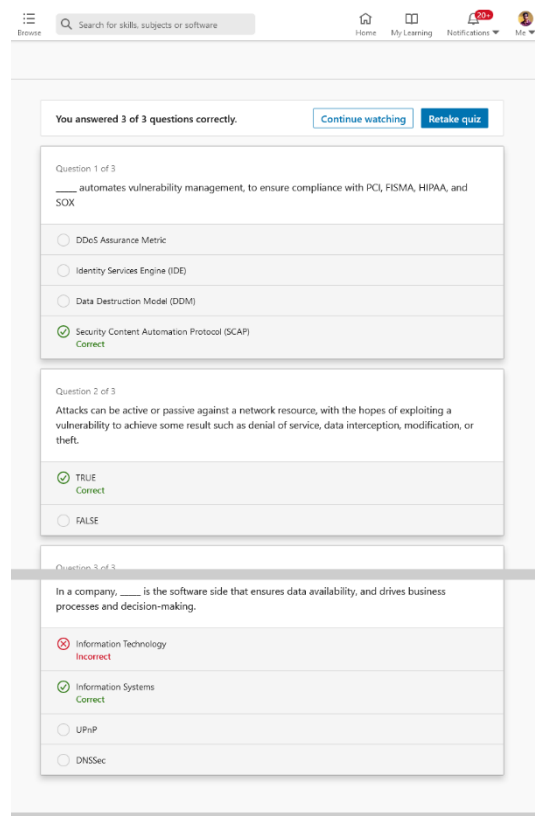 Browse
Search for skills, subjects or software
Home
My Learning
20+
Notifications
Me
You answered 3 of 3 questions correctly.
Continue watching
Retake quiz
Question 1 of 3
____ automates vulnerability management, to ensure compliance with PCI, FISMA, HIPAA, and
SOX
DDoS Assurance Metric
Identity Services Engine (IDE)
Data Destruction Model (DDM)
Security Content Automation Protocol (SCAP)
Correct
Question 2 of 3
Attacks can be active or passive against a network resource, with the hopes of exploiting a
vulnerability to achieve some result such as denial of service, data interception, modification, or
theft.
TRUE
Correct
FALSE
Question 3 of 3
In a company, ____ is the software side that ensures data availability, and drives business
processes and decision-making.
Information Technology
Incorrect
Information Systems
Correct
UPnP
DNSSec